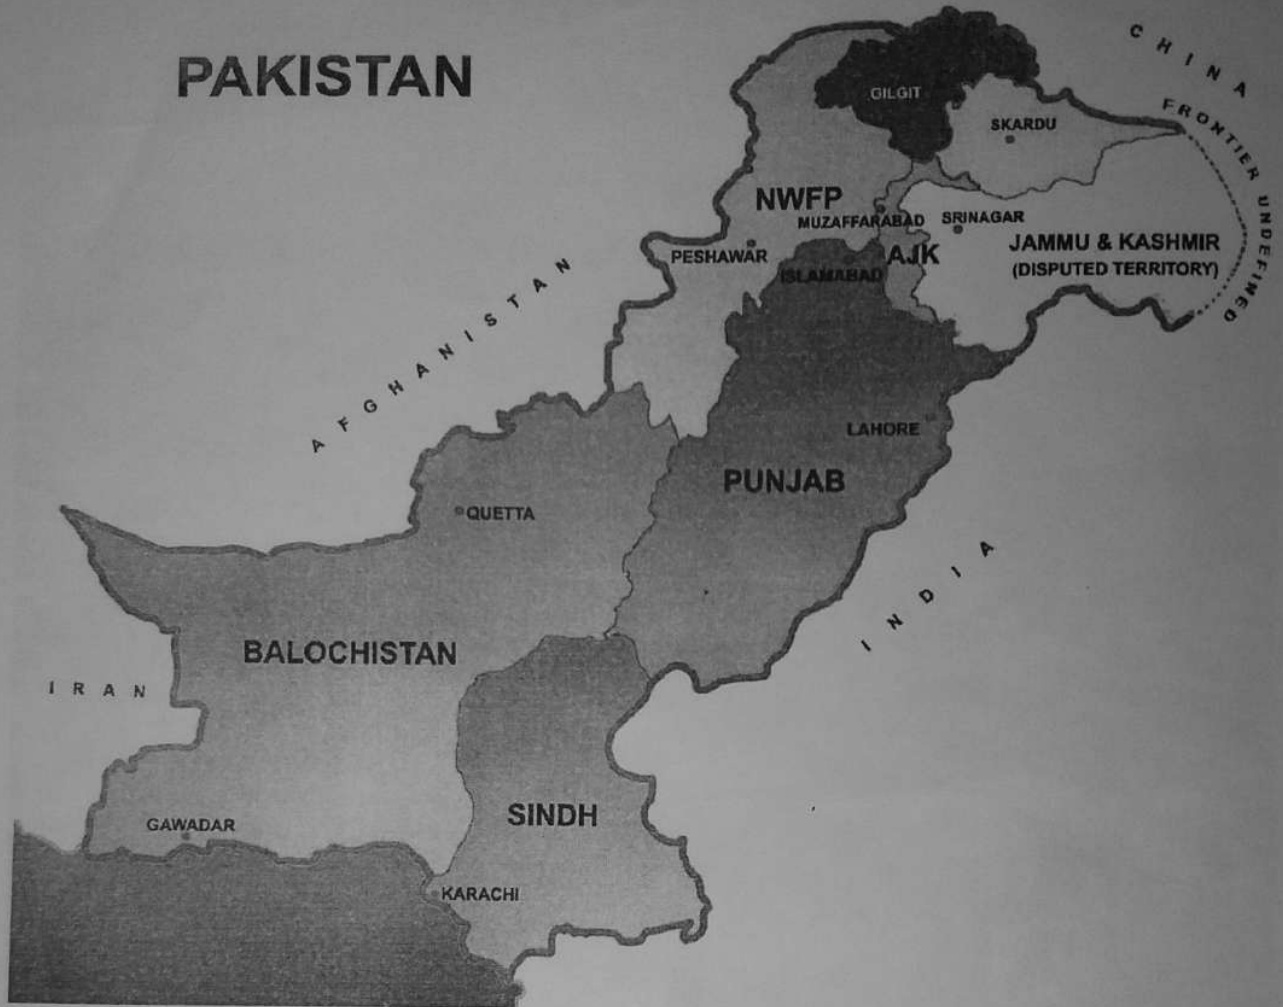 PAKISTAN
CHINA
FRONTIER UNDEFINED
GILGIT
SKARDU
NWFP
MUZAFFARABAD
SRINAGAR
JAMMU & KASHMIR
(DISPUTED TERRITORY)
PESHAWAR
AJK
ISLAMABAD
AFGHANISTAN
LAHORE
PUNJAB
QUETTA
INDIA
BALOCHISTAN
IRAN
SINDH
GAWADAR
KARACHI